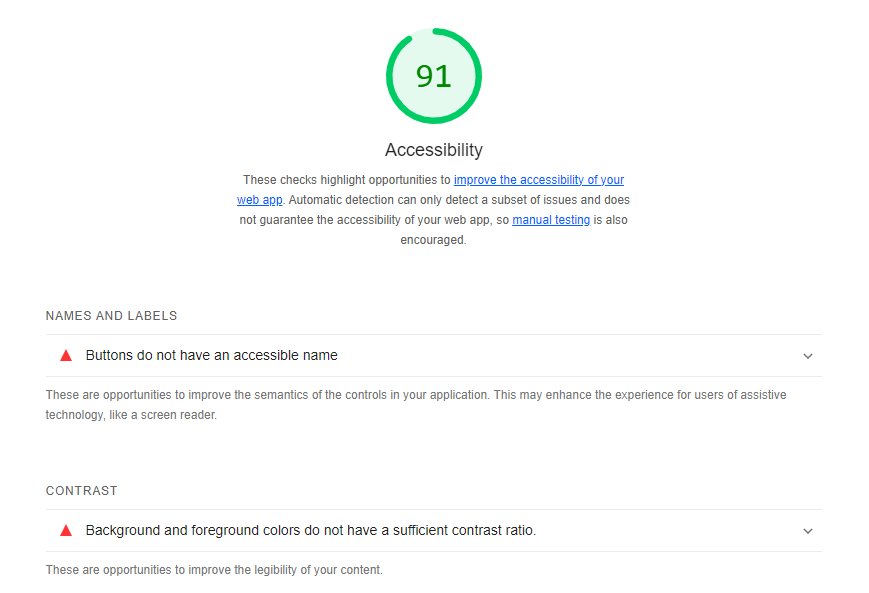 91
Accessibility
These checks highlight opportunities to improve the accessibility of your
web app. Automatic detection can only detect a subset of issues and does
not guarantee the accessibility of your web app, so manual testing is also
encouraged.
NAMES AND LABELS
Buttons do not have an accessible name
These are opportunities to improve the semantics of the controls in your application. This may enhance the experience for users of assistive
technology, like a screen reader.
CONTRAST
Background and foreground colors do not have a sufficient contrast ratio.
These are opportunities to improve the legibility of your content.